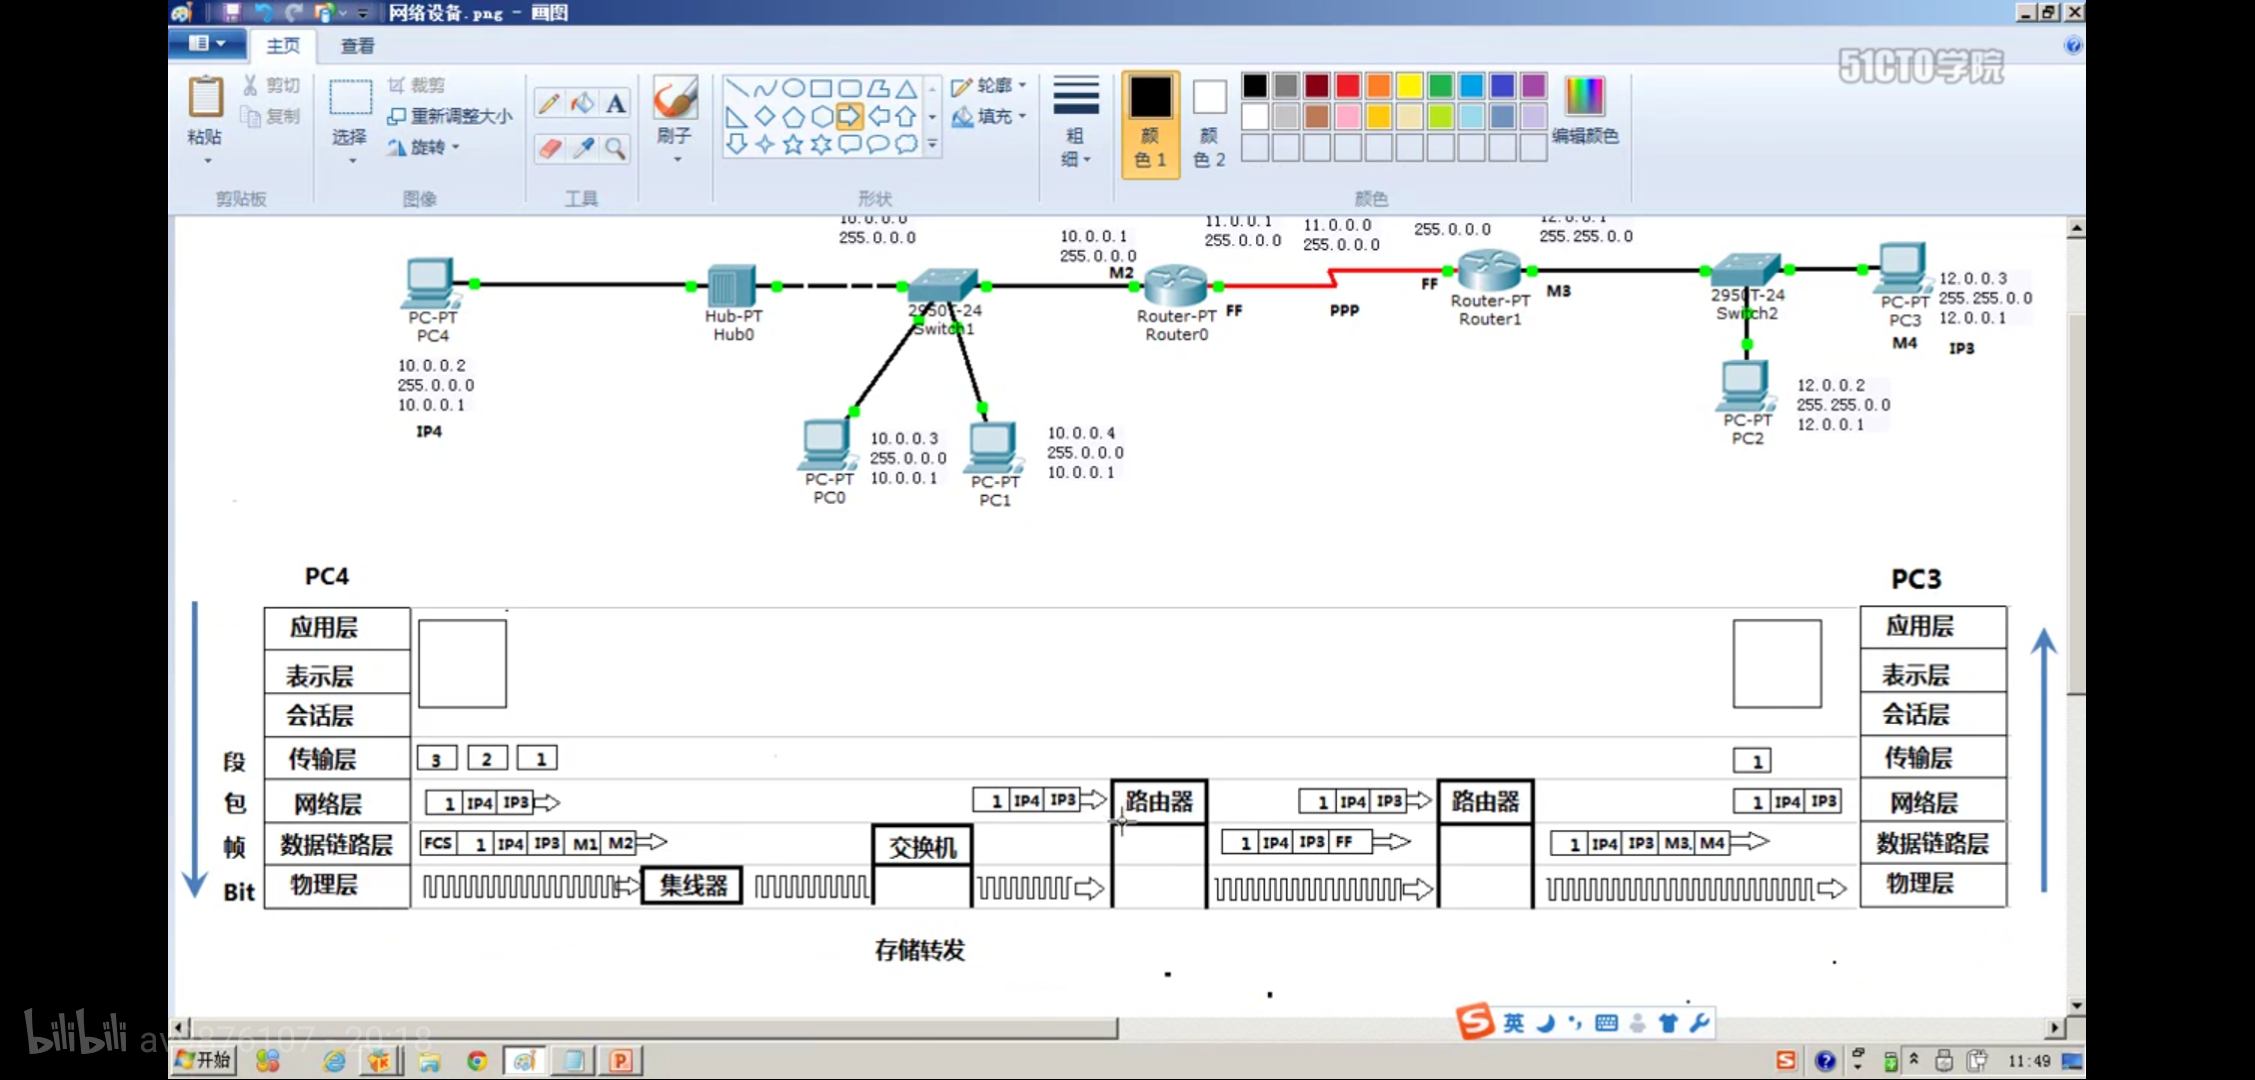 网络设备.png - 画图
主页 查看
51CTO学院
粘贴 剪切 复制 剪贴板
选择 裁剪 重新调整大小 旋转 图像
A 工具
刷子
形状 轮廓 填充
粗细
颜色 1
颜色 2
编辑颜色
颜色
10.0.0.0
255.0.0.0
10.0.0.1
255.0.0.0
M2
11.0.0.1
255.0.0.0
11.0.0.0
255.0.0.0
255.0.0.0
12.0.0.1
255.255.0.0
PC-PT
PC4
10.0.0.2
255.0.0.0
10.0.0.1
IP4
Hub-PT
Hub0
2950T-24
Switch1
Router-PT
Router0
FF
PPP
FF
Router-PT
Router1
M3
2950T-24
Switch2
PC-PT
PC3
M4
12.0.0.3
255.255.0.0
12.0.0.1
IP3
PC-PT
PC0
10.0.0.3
255.0.0.0
10.0.0.1
PC-PT
PC1
10.0.0.4
255.0.0.0
10.0.0.1
PC-PT
PC2
12.0.0.2
255.255.0.0
12.0.0.1
PC4 PC3
应用层 应用层
表示层 表示层
会话层 会话层
段 传输层 3 2 1 1 传输层
包 网络层 1 IP4 IP3 1 IP4 IP3 路由器 1 IP4 IP3 路由器 1 IP4 IP3 网络层
帧 数据链路层 FCS 1 IP4 IP3 M1 M2 交换机 1 IP4 IP3 FF 1 IP4 IP3 M3. M4 数据链路层
Bit 物理层 集线器 物理层
存储转发
英
bilibili
开始
11:49